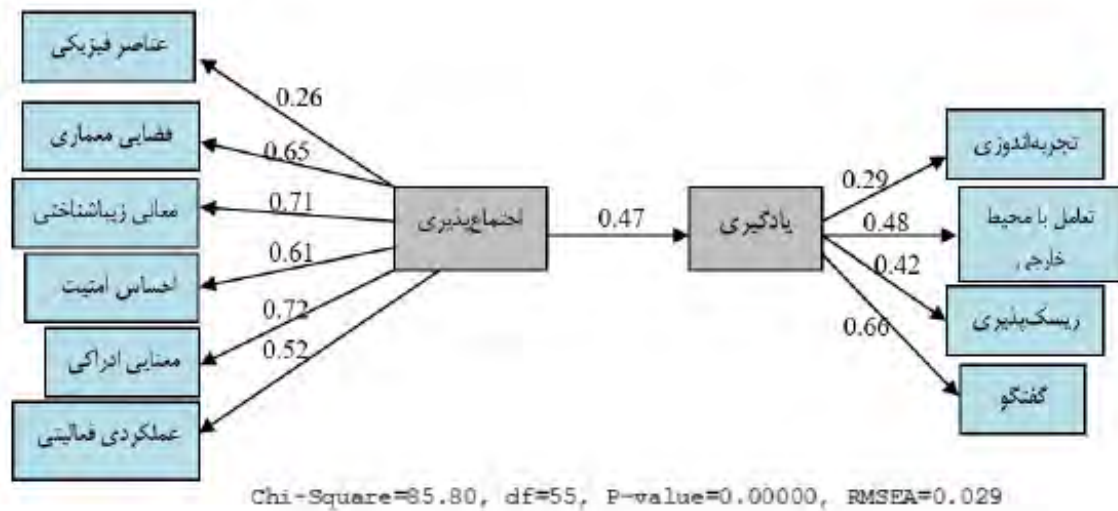 عناصر فیزیکی
0.26
فضایی معماری
0.65
معانی زیباشناختی
0.71
احساس امنیت
0.61
معنایی ادراکی
0.72
عملکردی فعالیتی
0.52
اجتماع‌پذیری
0.47
یادگیری
تجربه‌اندوزی
0.29
تعامل با محیط
خارجی
0.48
ریسک‌پذیری
0.42
گفتگو
0.66
Chi-Square=85.80, df=55, P-value=0.00000, RMSEA=0.029